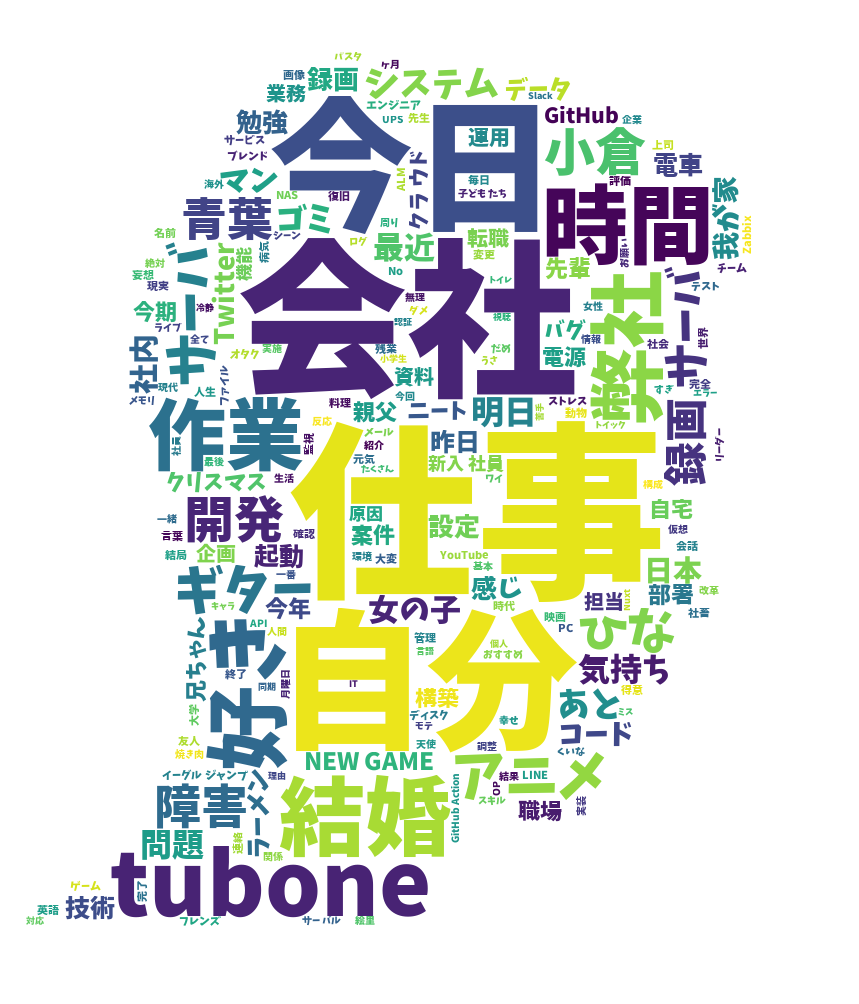 パスタ
ヶ月
画像
録画
システム
データ
業務
エンジニア
Slack
勉強
UPS
先生
GitHub
企業
今日
運用
サービス
ブレンド
小倉
上司
電車
海外
マン
NAS
復旧
ALM
クラウド
毎日
子どもたち
評価
時間
我が家
青葉
ゴミ
周り
名前
シーン
ログ
最近
転職
変更
お願い
Zabbix
絶対
妄想
病気
機能
Twitter
サーバ
No
先輩
チーム
現実
会社
無理
トイレ
弊社
サーバ
テスト
今期
冷静
ライブ
ダメ
認証
視聴
女性
バグ
情報
世界
社内
全て
オタク
実施
残業
小学生
だめ
うさ
電源
社会
現代
人生
ファイル
資料
今回
すぎ
完全
エラー
メモリ
料理
親父
ニート
明日
ストレス
苦手
動物
録画
作業
反応
メール
昨日
トイック
リーダー
社員
監視
紹介
最後
元気
たくさん
新入 社員
クリスマス
生活
ワイ
構成
仕事
開発
原因
自宅
一緒
言葉
確認
案件
設定
仮想
結局
企画
起動
環境
大変
YouTube
基本
会話
一番
日本
ギター
感じ
改革
キャラ
今年
女の子
時代
担当
Nuxt
部署
社畜
API
人間
映画
PC
ひな
兄ちゃん
好き
管理
言語
個人
おすすめ
自分
気持ち
終了
同期
月曜日
IT
構築
得意
大学
ディスク
モテ
幸せ
あと
ミス
友人
焼き肉
天使
調整
コード
くいな
NEW GAME
アニメ
イーグル ジャンプ
理由
結果
LINE
障害
ラーメン
結婚
GitHub Action
OP
スキル
職場
実装
問題
連絡
関係
tubone
ゲーム
完了
英語
技術
対応
フレンズ
サーバル
絵里